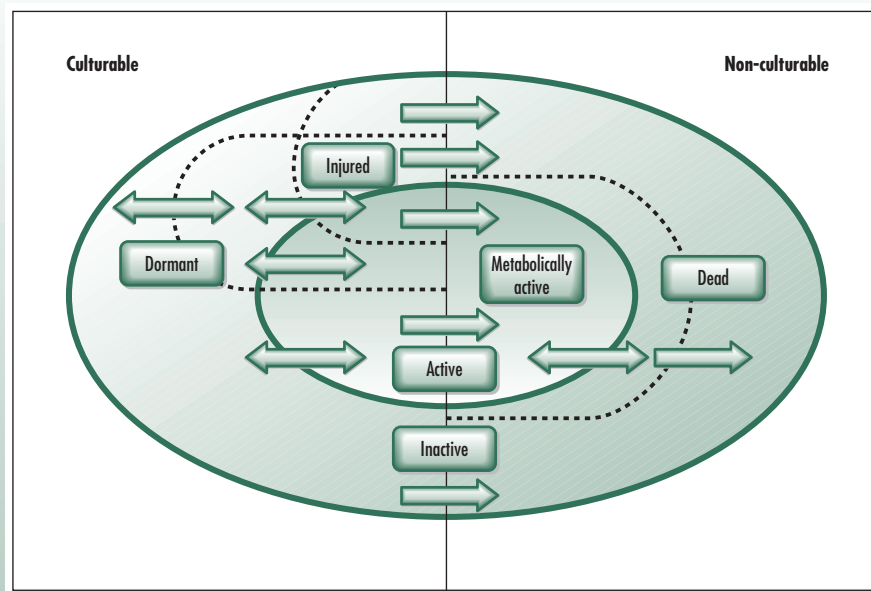 Culturable
Non-culturable
Injured
Dormant
Metabolically
active
Dead
Active
Inactive